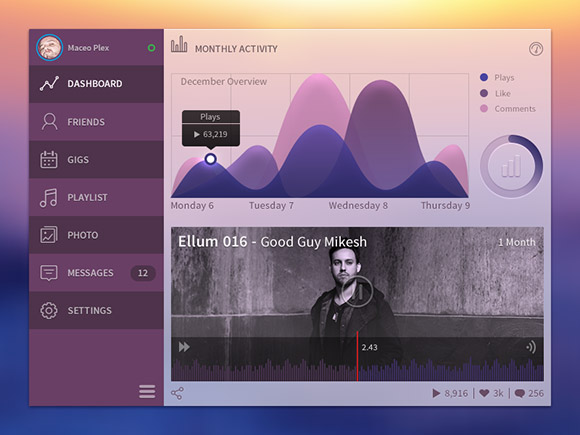 Maceo Plex
DASHBOARD
FRIENDS
GIGS
PLAYLIST
PHOTO
MESSAGES 12
SETTINGS
MONTHLY ACTIVITY
December Overview
Plays
Like
Comments
Plays
63,219
Monday 6 Tuesday 7 Wednesday 8 Thursday 9
Ellum 016 - Good Guy Mikesh 1 Month
2.43
8,916 | 3k | 256